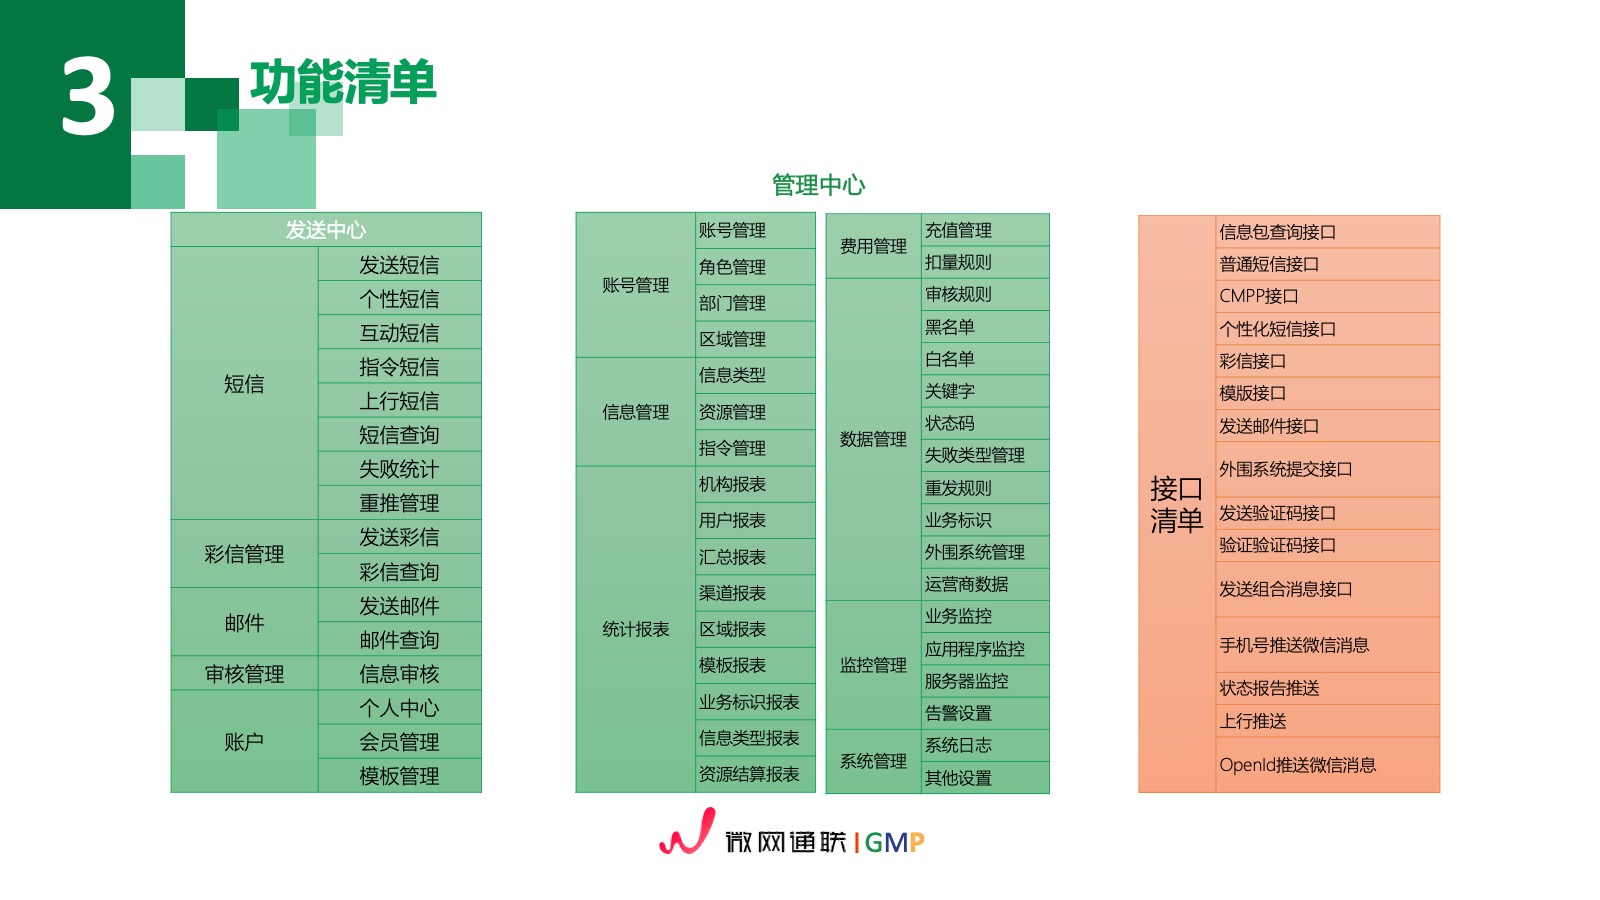 3
功能清单
发送中心
短信
发送短信
个性短信
互动短信
指令短信
上行短信
短信查询
失败统计
重推管理
彩信管理
发送彩信
彩信查询
邮件
发送邮件
邮件查询
审核管理
信息审核
账户
个人中心
会员管理
模板管理
管理中心
账号管理
账号管理
角色管理
部门管理
区域管理
信息管理
信息类型
资源管理
指令管理
统计报表
机构报表
用户报表
汇总报表
渠道报表
区域报表
模板报表
业务标识报表
信息类型报表
资源结算报表
费用管理
充值管理
扣量规则
数据管理
审核规则
黑名单
白名单
关键字
状态码
失败类型管理
重发规则
业务标识
外围系统管理
运营商数据
监控管理
业务监控
应用程序监控
服务器监控
告警设置
系统管理
系统日志
其他设置
接口
清单
信息包查询接口
普通短信接口
CMPP接口
个性化短信接口
彩信接口
模版接口
发送邮件接口
外围系统提交接口
发送验证码接口
验证验证码接口
发送组合消息接口
手机号推送微信消息
状态报告推送
上行推送
OpenId推送微信消息
微网通联|GMP